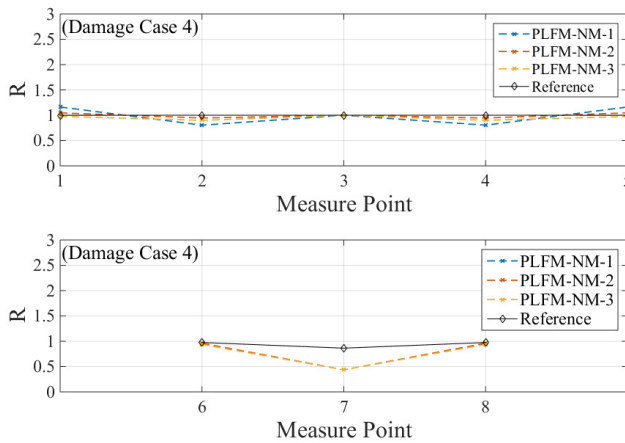 (Damage Case 4)
3
2.5
2
1.5
1
0.5
0
R
PLFM-NM-1
PLFM-NM-2
PLFM-NM-3
Reference
1 2 3 4 5
Measure Point
(Damage Case 4)
3
2.5
2
1.5
1
0.5
0
R
PLFM-NM-1
PLFM-NM-2
PLFM-NM-3
Reference
6 7 8
Measure Point